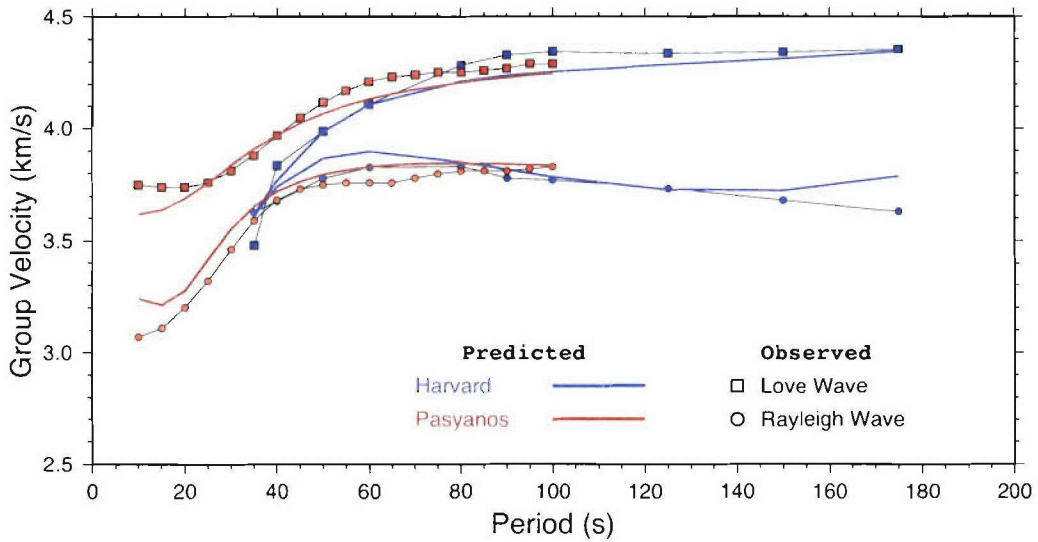 Group Velocity (km/s)
4.5
4.0
3.5
3.0
2.5
Predicted Observed
Harvard Love Wave
Pasyanos Rayleigh Wave
0 20 40 60 80 100 120 140 160 180 200
Period (s)